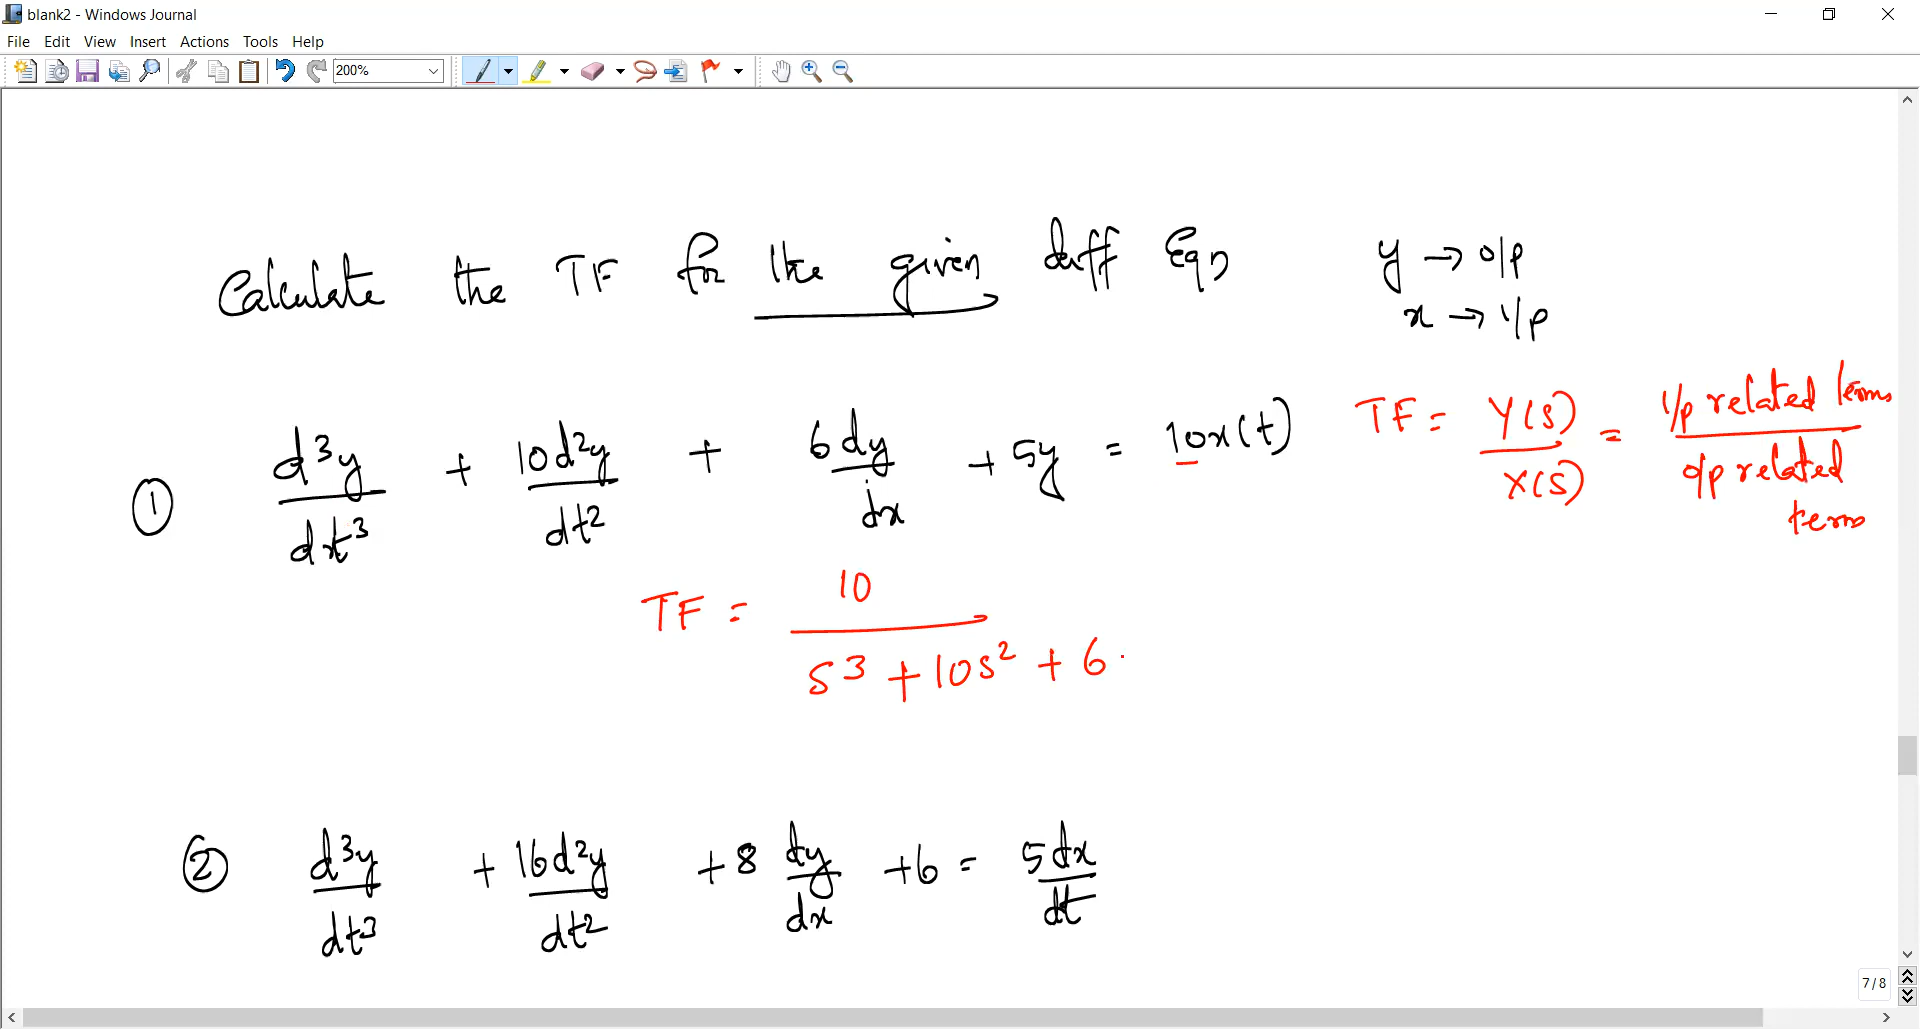 blank2 - Windows Journal
File Edit View Insert Actions Tools Help
200%
Calculate the TF for the given diff Eqn
y → o/p
x → i/p
① d³y/dt³ + 10d²y/dt² + 6dy/dx + 5y = 10x(t)
TF = Y(s)/X(s) = i/p related terms/o/p related terms
TF = 10/s³ + 10s² + 6
② d³y/dt³ + 16d²y/dt² + 8 dy/dx + 6 = 5dx/dt
7 / 8